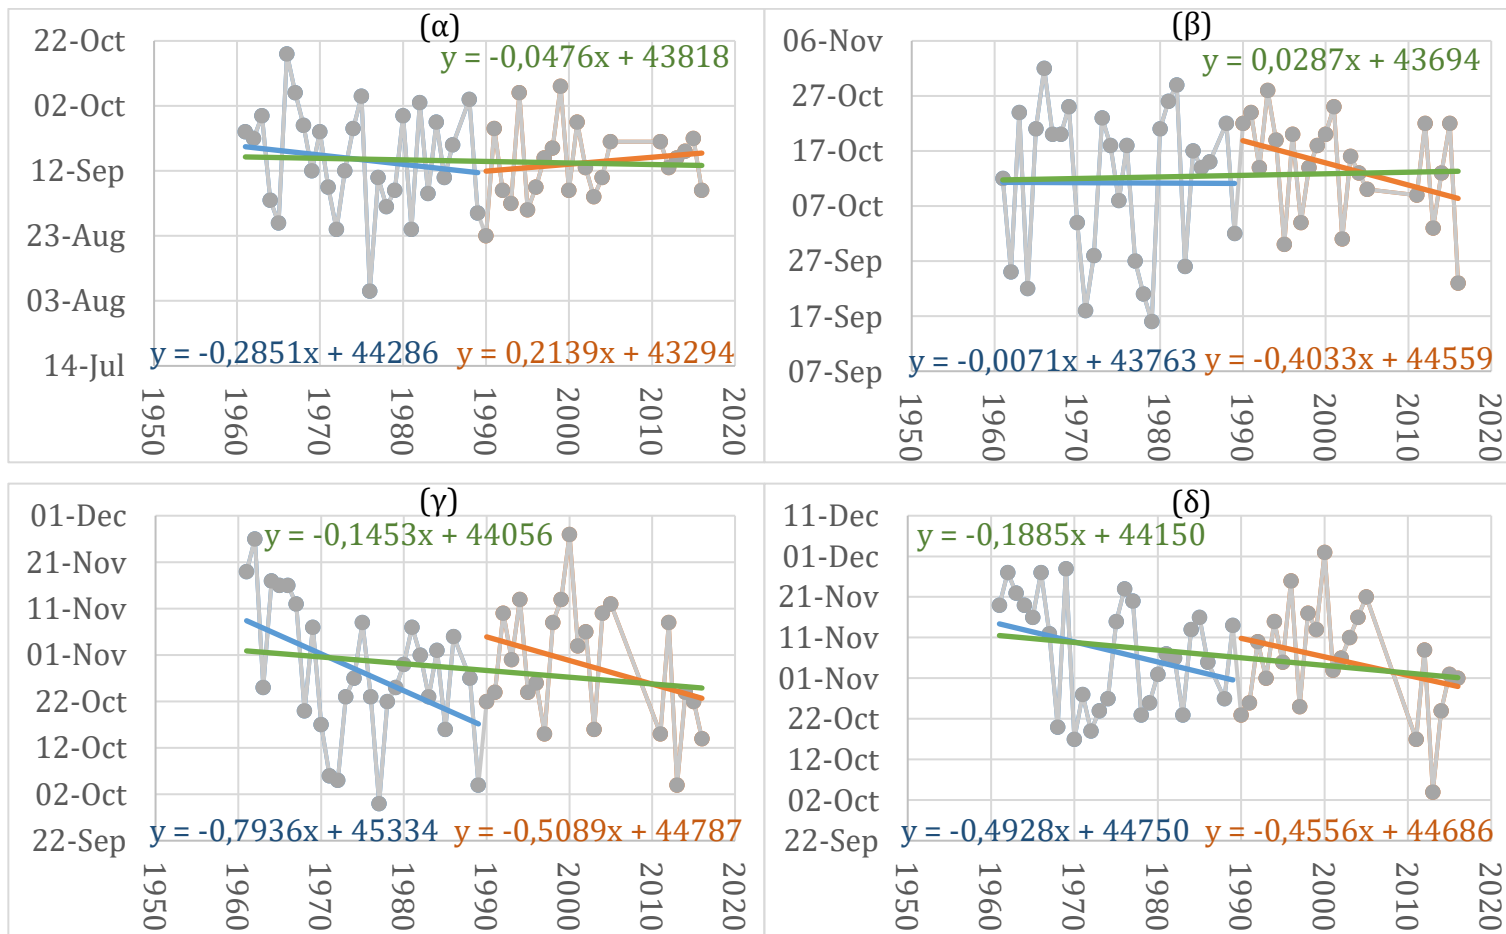 (α)
y = -0,0476x + 43818
22-Oct
02-Oct
12-Sep
23-Aug
03-Aug
14-Jul
y = -0,2851x + 44286
y = 0,2139x + 43294
1950
1960
1970
1980
1990
2000
2010
2020
(β)
y = 0,0287x + 43694
06-Nov
27-Oct
17-Oct
07-Oct
27-Sep
17-Sep
07-Sep
y = -0,0071x + 43763
y = -0,4033x + 44559
1950
1960
1970
1980
1990
2000
2010
2020
(γ)
y = -0,1453x + 44056
01-Dec
21-Nov
11-Nov
01-Nov
22-Oct
12-Oct
02-Oct
22-Sep
y = -0,7936x + 45334
y = -0,5089x + 44787
1950
1960
1970
1980
1990
2000
2010
2020
(δ)
y = -0,1885x + 44150
11-Dec
01-Dec
21-Nov
11-Nov
01-Nov
22-Oct
12-Oct
02-Oct
22-Sep
y = -0,4928x + 44750
y = -0,4556x + 44686
1950
1960
1970
1980
1990
2000
2010
2020